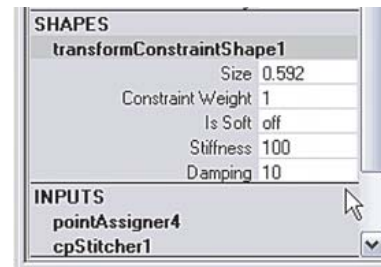 SHAPES
transformConstraintShape1
Size 0.592
Constraint Weight 1
Is Soft off
Stiffness 100
Damping 10
INPUTS
pointAssigner4
cpStitcher1